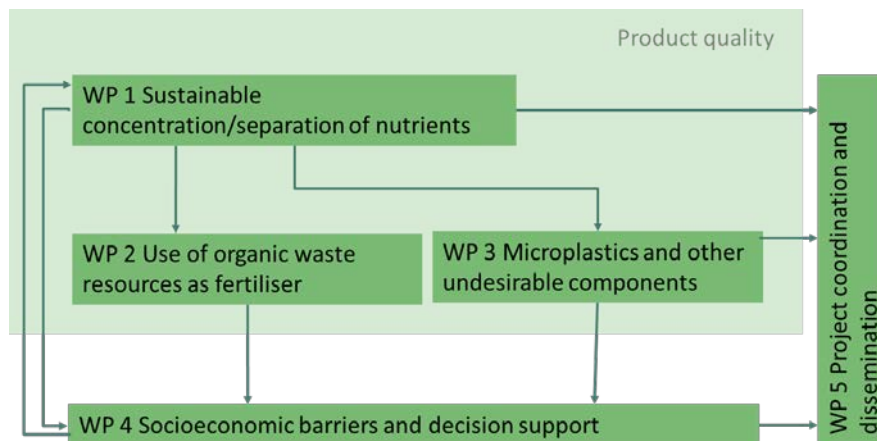 Product quality
WP 1 Sustainable
concentration/separation of nutrients
WP 2 Use of organic waste
resources as fertiliser
WP 3 Microplastics and other
undesirable components
WP 4 Socioeconomic barriers and decision support
WP 5 Project coordination and
dissemination